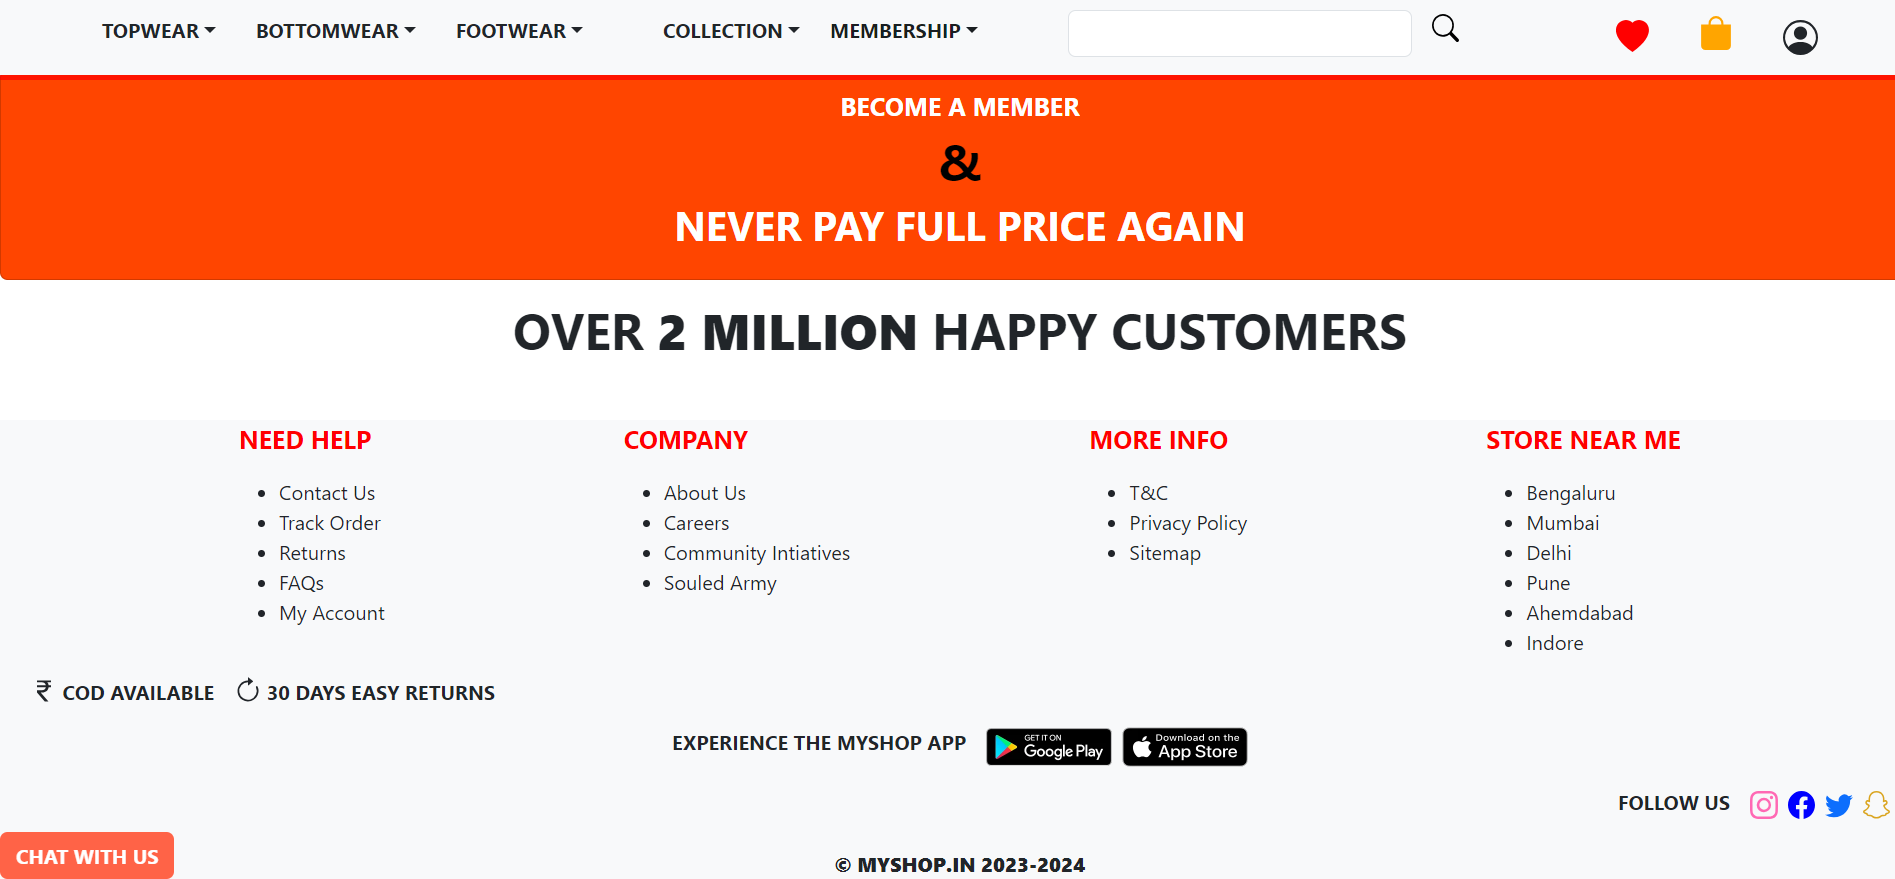 TOPWEAR BOTTOMWEAR FOOTWEAR COLLECTION MEMBERSHIP
BECOME A MEMBER
&
NEVER PAY FULL PRICE AGAIN
OVER 2 MILLION HAPPY CUSTOMERS
NEED HELP
Contact Us
Track Order
Returns
FAQs
My Account
COMPANY
About Us
Careers
Community Intiatives
Souled Army
MORE INFO
T&C
Privacy Policy
Sitemap
STORE NEAR ME
Bengaluru
Mumbai
Delhi
Pune
Ahemdabad
Indore
₹ COD AVAILABLE 30 DAYS EASY RETURNS
EXPERIENCE THE MYSHOP APP
GET IT ON
Google Play
Download on the
App Store
FOLLOW US
CHAT WITH US
© MYSHOP.IN 2023-2024